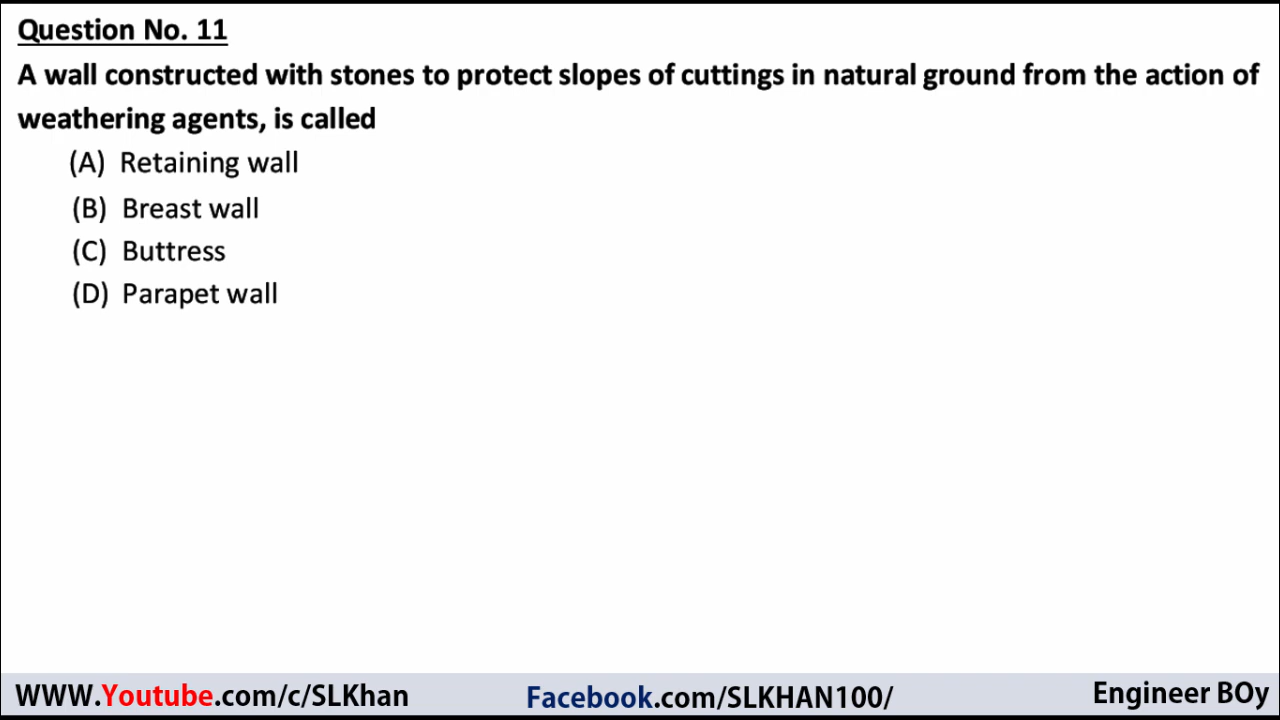 Question No. 11
A wall constructed with stones to protect slopes of cuttings in natural ground from the action of
weathering agents, is called
(A) Retaining wall
(B) Breast wall
(C) Buttress
(D) Parapet wall
WWW.Youtube.com/c/SLKhan
Facebook.com/SLKHAN100/
Engineer BOy